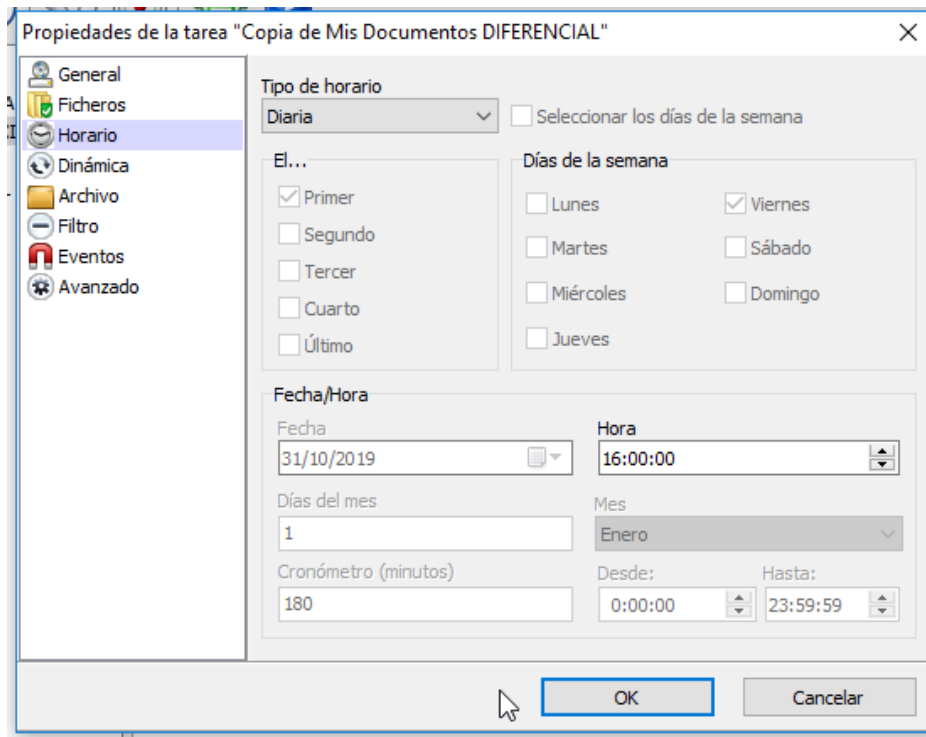 Propiedades de la tarea "Copia de Mis Documentos DIFERENCIAL"
General
Ficheros
Horario
Dinámica
Archivo
Filtro
Eventos
Avanzado
Tipo de horario
Diaria
Seleccionar los días de la semana
El...
Primer
Segundo
Tercer
Cuarto
Último
Días de la semana
Lunes
Viernes
Martes
Sábado
Miércoles
Domingo
Jueves
Fecha/Hora
Fecha
Hora
31/10/2019
16:00:00
Días del mes
Mes
1
Enero
Cronómetro (minutos)
Desde:
Hasta:
180
0:00:00
23:59:59
OK
Cancelar